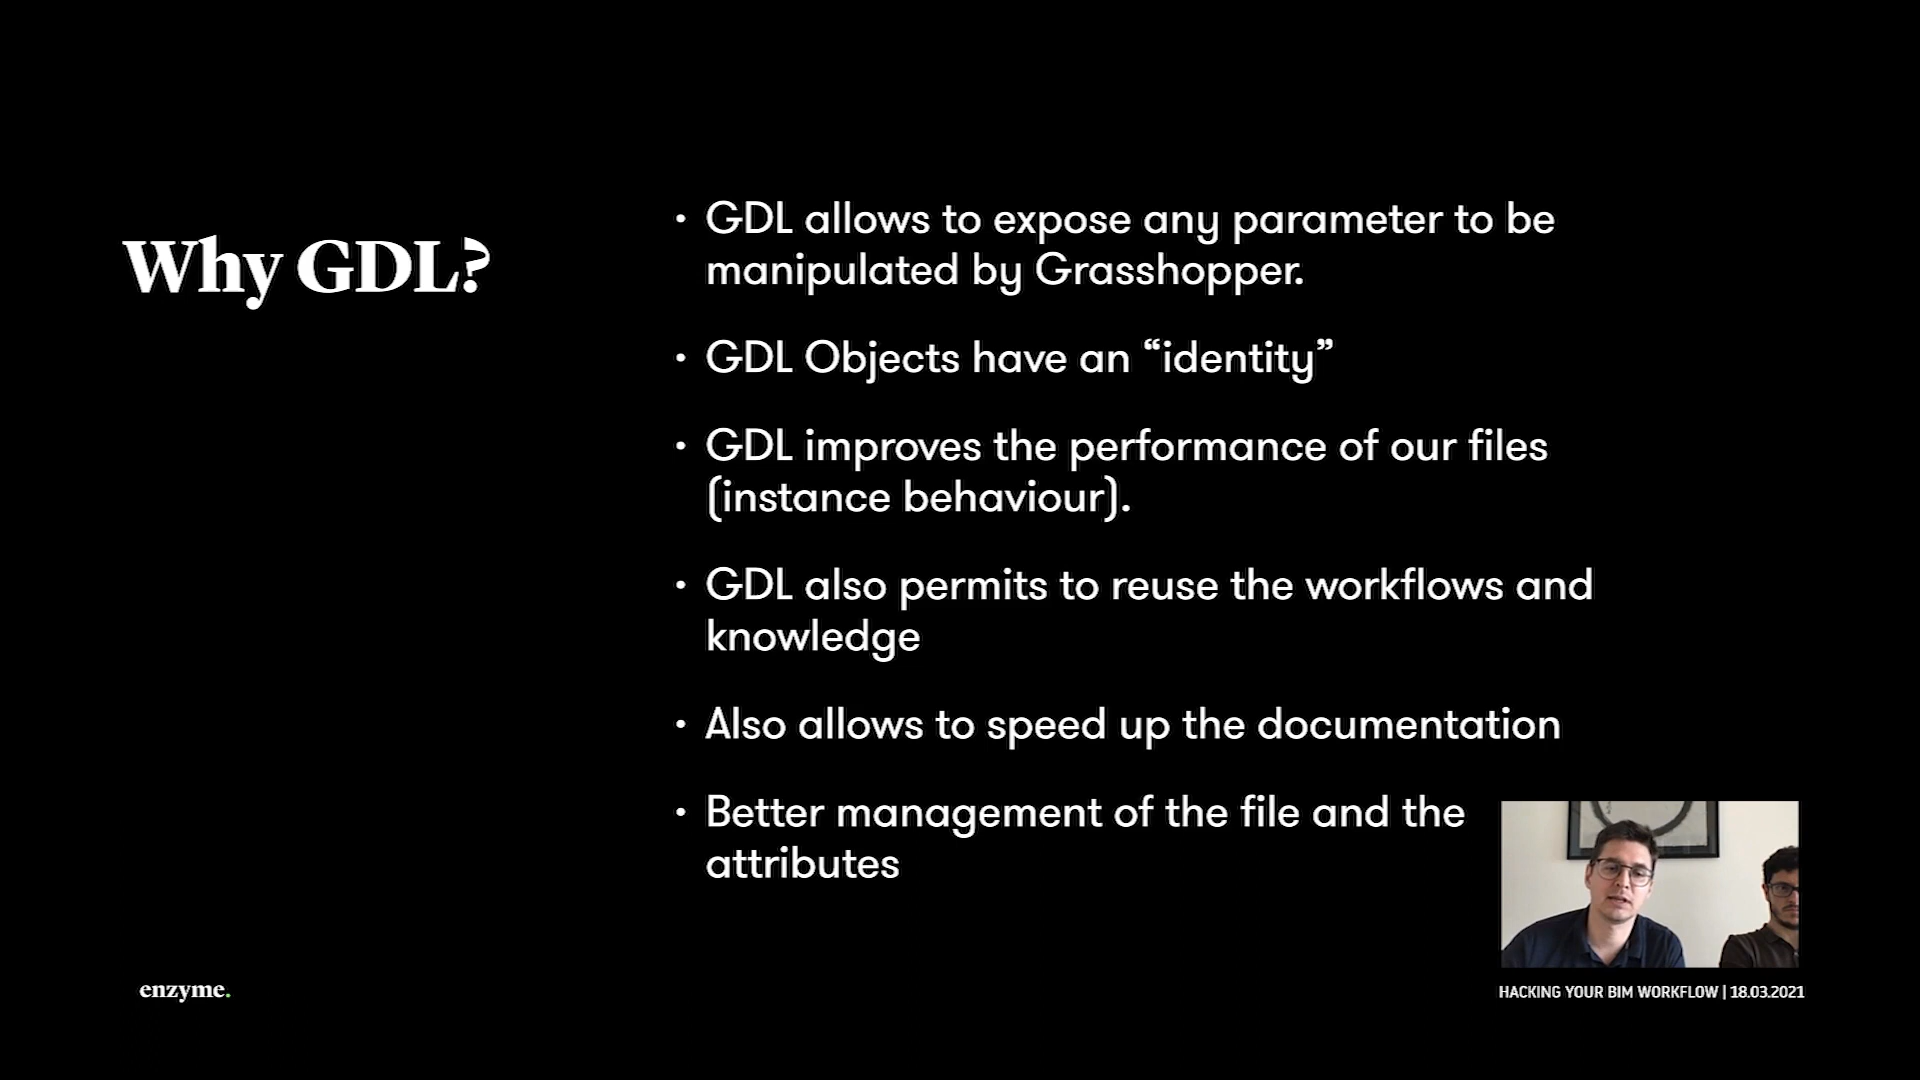 Why GDL?
• GDL allows to expose any parameter to be
manipulated by Grasshopper.
• GDL Objects have an “identity”
• GDL improves the performance of our files
(instance behaviour).
• GDL also permits to reuse the workflows and
knowledge
• Also allows to speed up the documentation
• Better management of the file and the
attributes
enzyme.
HACKING YOUR BIM WORKFLOW | 18.03.2021